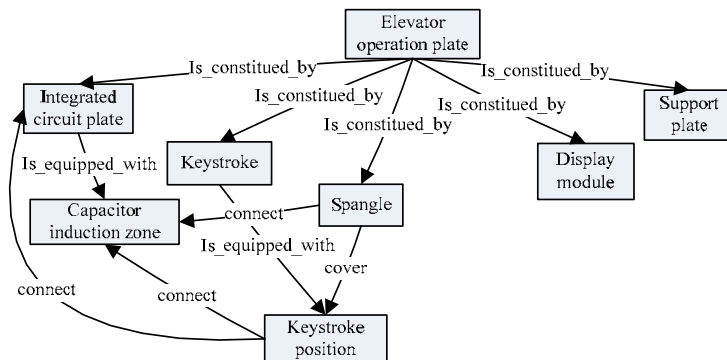 Elevator
operation plate
Is_constitued_by
Is_constitued_by
Integrated
circuit plate
Is_constitued_by
Is_constitued_by
Support
plate
Is_constitued_by
Keystroke
Display
module
Is_equipped_with
Capacitor
induction zone
connect
Spangle
Is_equipped_with
cover
connect
connect
Keystroke
position